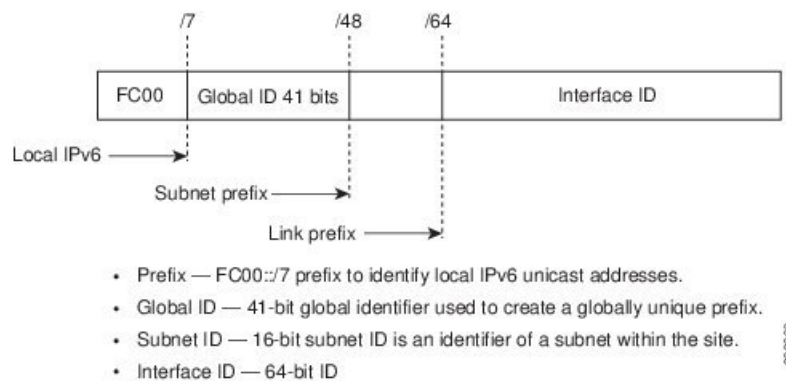 /7 /48 /64
FC00 Global ID 41 bits Interface ID
Local IPv6
Subnet prefix
Link prefix
• Prefix — FC00::/7 prefix to identify local IPv6 unicast addresses.
• Global ID — 41-bit global identifier used to create a globally unique prefix.
• Subnet ID — 16-bit subnet ID is an identifier of a subnet within the site.
• Interface ID — 64-bit ID